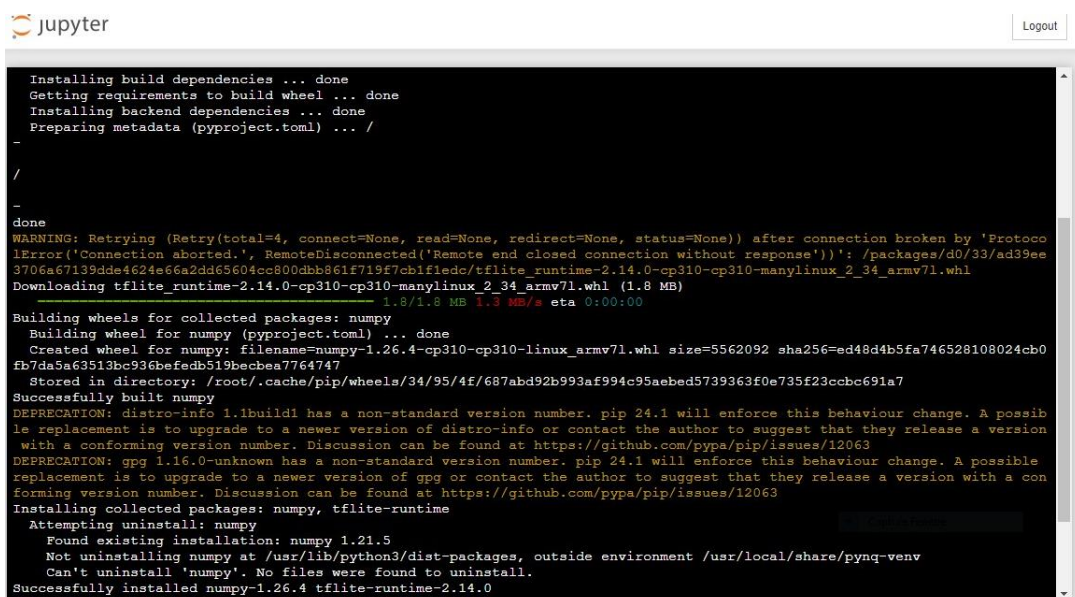 jupyter
Logout
Installing build dependencies ... done
Getting requirements to build wheel ... done
Installing backend dependencies ... done
Preparing metadata (pyproject.toml) ... /
-
/
-
done
WARNING: Retrying (Retry(total=4, connect=None, read=None, redirect=None, status=None)) after connection broken by 'Protoco
lError('Connection aborted.', RemoteDisconnected('Remote end closed connection without response'))': /packages/d0/33/ad39ee
3706a67139dde4624e66a2dd65604cc800dbb861f719f7cb1f1edc/tflite_runtime-2.14.0-cp310-cp310-manylinux_2_34_armv7l.whl
Downloading tflite_runtime-2.14.0-cp310-cp310-manylinux_2_34_armv7l.whl (1.8 MB)
1.8/1.8 MB 1.3 MB/s eta 0:00:00
Building wheels for collected packages: numpy
Building wheel for numpy (pyproject.toml) ... done
Created wheel for numpy: filename=numpy-1.26.4-cp310-cp310-linux_armv7l.whl size=5562092 sha256=ed48d4b5fa746528108024cb0
fb7da5a63513bc936befedb519becbea7764747
Stored in directory: /root/.cache/pip/wheels/34/95/4f/687abd92b993af994c95aebed5739363f0e735f23ccbc691a7
Successfully built numpy
DEPRECATION: distro-info 1.1build1 has a non-standard version number. pip 24.1 will enforce this behaviour change. A possib
le replacement is to upgrade to a newer version of distro-info or contact the author to suggest that they release a version
with a conforming version number. Discussion can be found at https://github.com/pypa/pip/issues/12063
DEPRECATION: gpg 1.16.0-unknown has a non-standard version number. pip 24.1 will enforce this behaviour change. A possible
replacement is to upgrade to a newer version of gpg or contact the author to suggest that they release a version with a con
forming version number. Discussion can be found at https://github.com/pypa/pip/issues/12063
Installing collected packages: numpy, tflite-runtime
Attempting uninstall: numpy
Found existing installation: numpy 1.21.5
Not uninstalling numpy at /usr/lib/python3/dist-packages, outside environment /usr/local/share/pynq-venv
Can't uninstall 'numpy'. No files were found to uninstall.
Successfully installed numpy-1.26.4 tflite-runtime-2.14.0